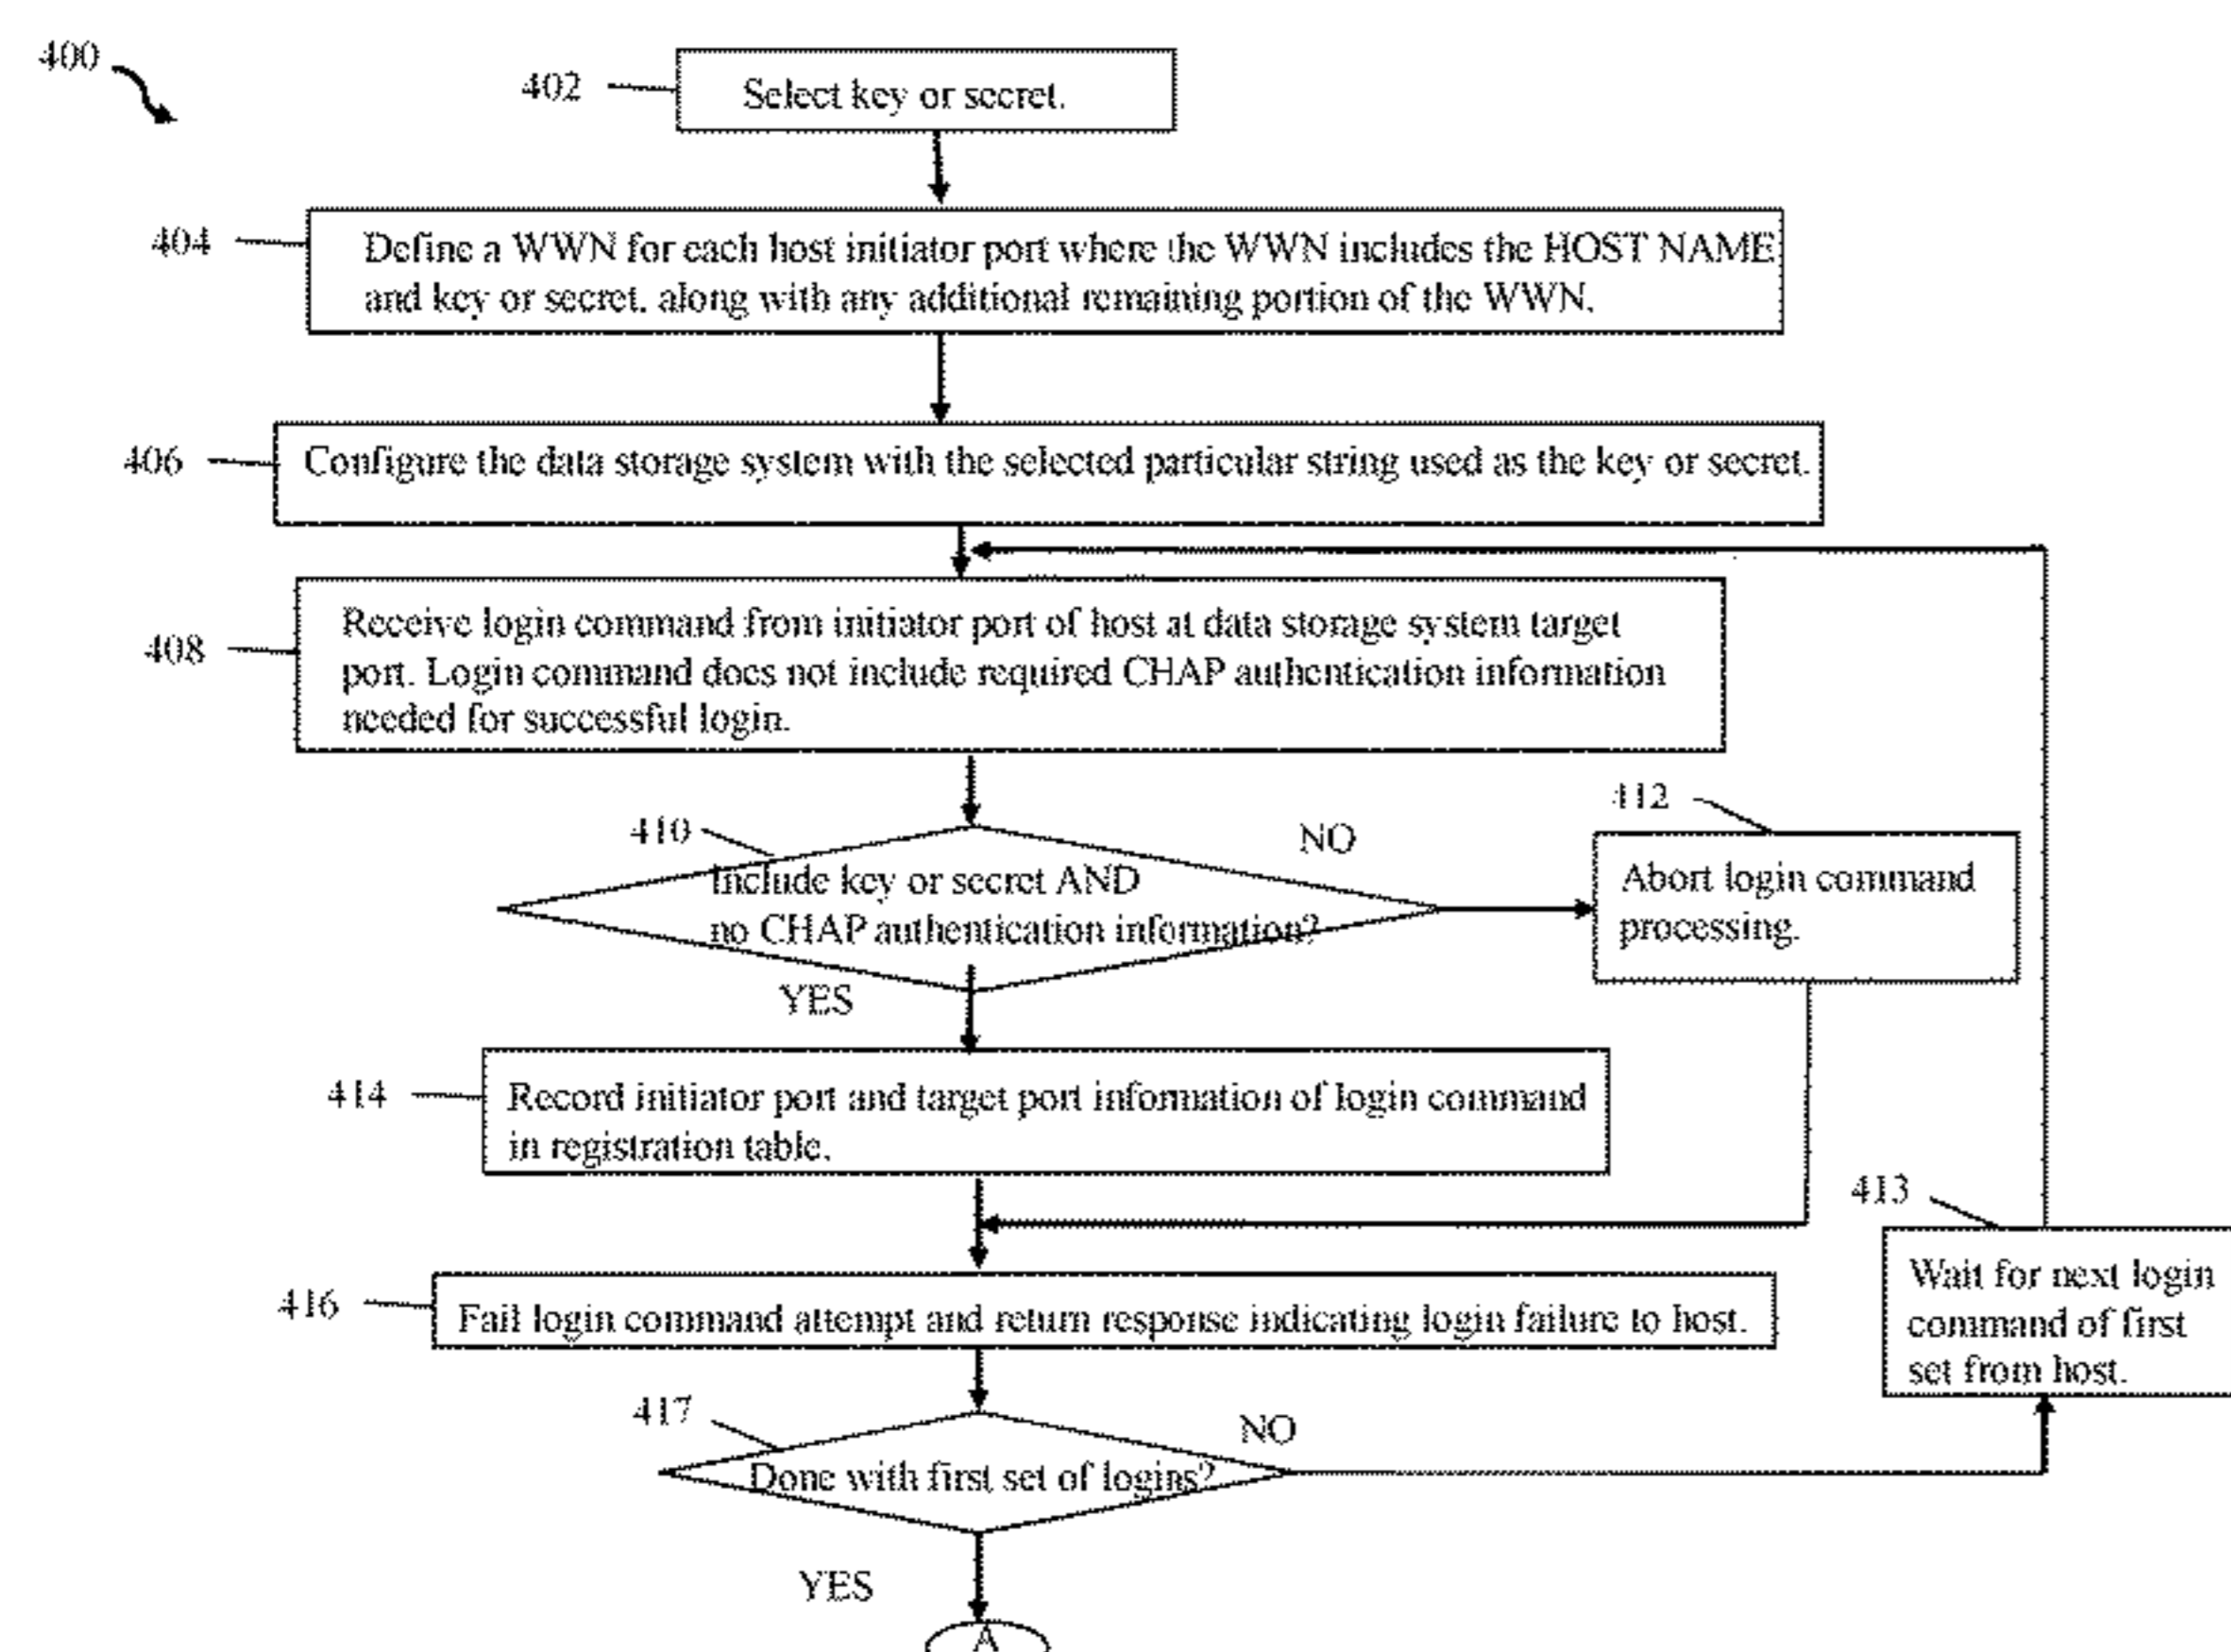 400
402
Select key or secret.
404
Define a WWN for each host initiator port where the WWN includes the HOST NAME
and key or secret, along with any additional remaining portion of the WWN.
406
Configure the data storage system with the selected particular string used as the key or secret.
408
Receive login command from initiator port of host at data storage system target
port. Login command does not include required CHAP authentication information
needed for successful login.
410
Include key or secret AND
no CHAP authentication information?
NO
412
Abort login command
processing.
YES
414
Record initiator port and target port information of login command
in registration table.
413
Wait for next login
command of first
set from host.
416
Fail login command attempt and return response indicating login failure to host.
417
Done with first set of logins?
NO
YES
A